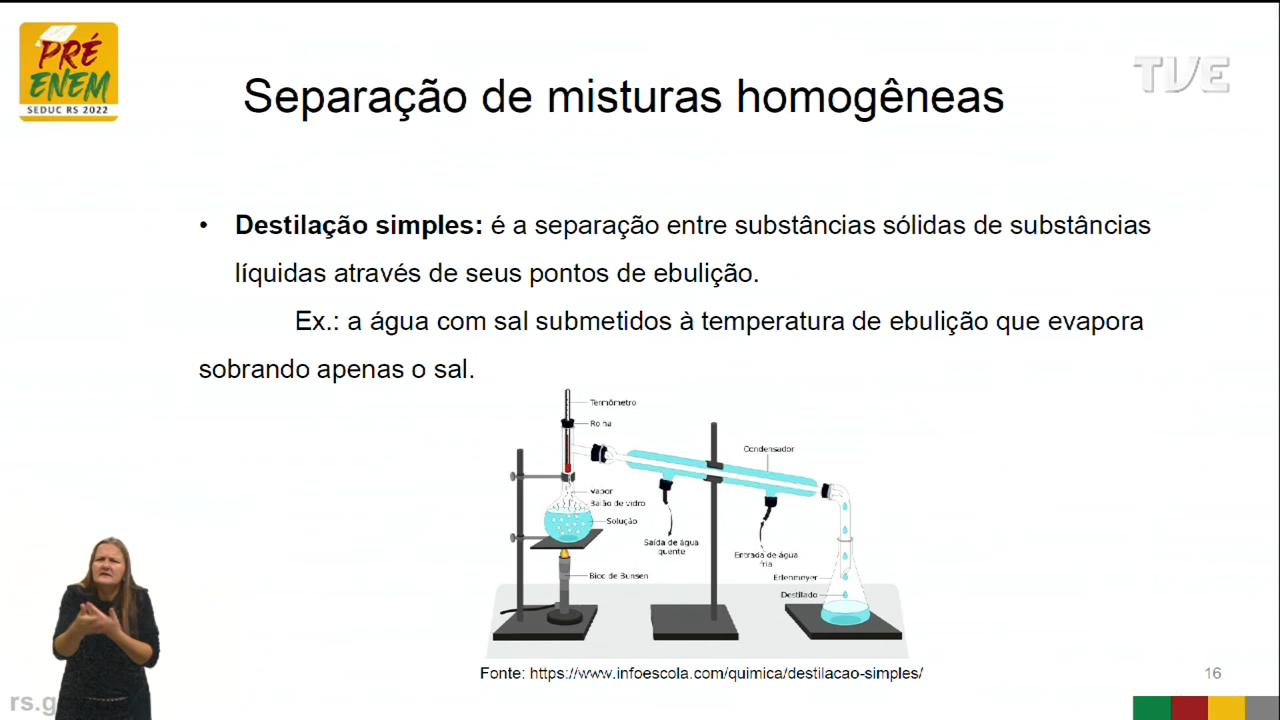 PRÉ
ENEM
SEDUC RS 2022
TVE
Separação de misturas homogêneas
• Destilação simples: é a separação entre substâncias sólidas de substâncias
líquidas através de seus pontos de ebulição.
Ex.: a água com sal submetidos à temperatura de ebulição que evapora
sobrando apenas o sal.
Termômetro
Rolha
Condensador
Vapor
Balão de vidro
Solução
Saída de água
quente
Entrada de água
fria
Bico de Bunsen
Erlenmeyer
Destilado
Fonte: https://www.infoescola.com/quimica/destilacao-simples/
16
rs.g